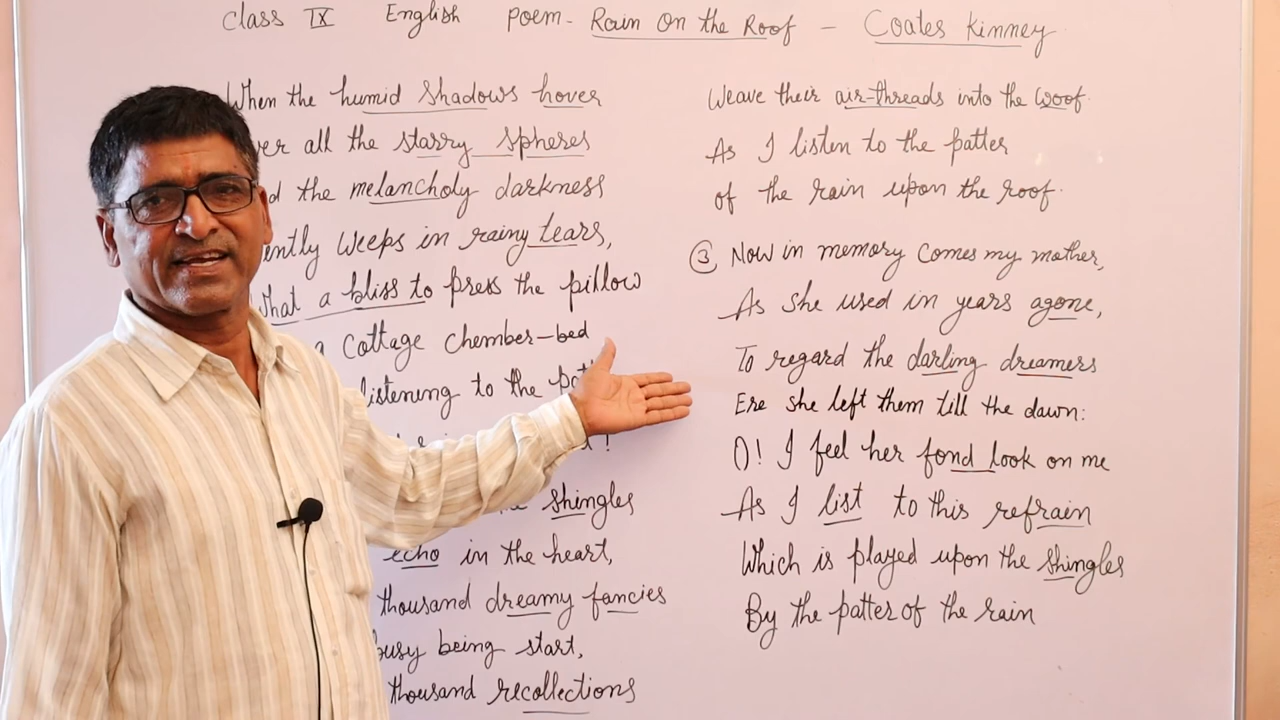 Class IX English Poem - Rain On the Roof - Coates Kinney
When the humid shadows hover
all the starry spheres
the melancholy darkness
weeps in rainy tears,
What a bliss to press the pillow
cottage chember-bed
listening to the
shingles
echo in the heart,
thousand dreamy fancies
busy being start,
thousand recollections
Weave their air-threads into the woof.
As I listen to the patter
of the rain upon the roof.
③ Now in memory comes my mother,
As she used in years agone,
To regard the darling dreamers
Ere she left them till the dawn:
O! I feel her fond look on me
As I list to this refrain
Which is played upon the shingles
By the patter of the rain